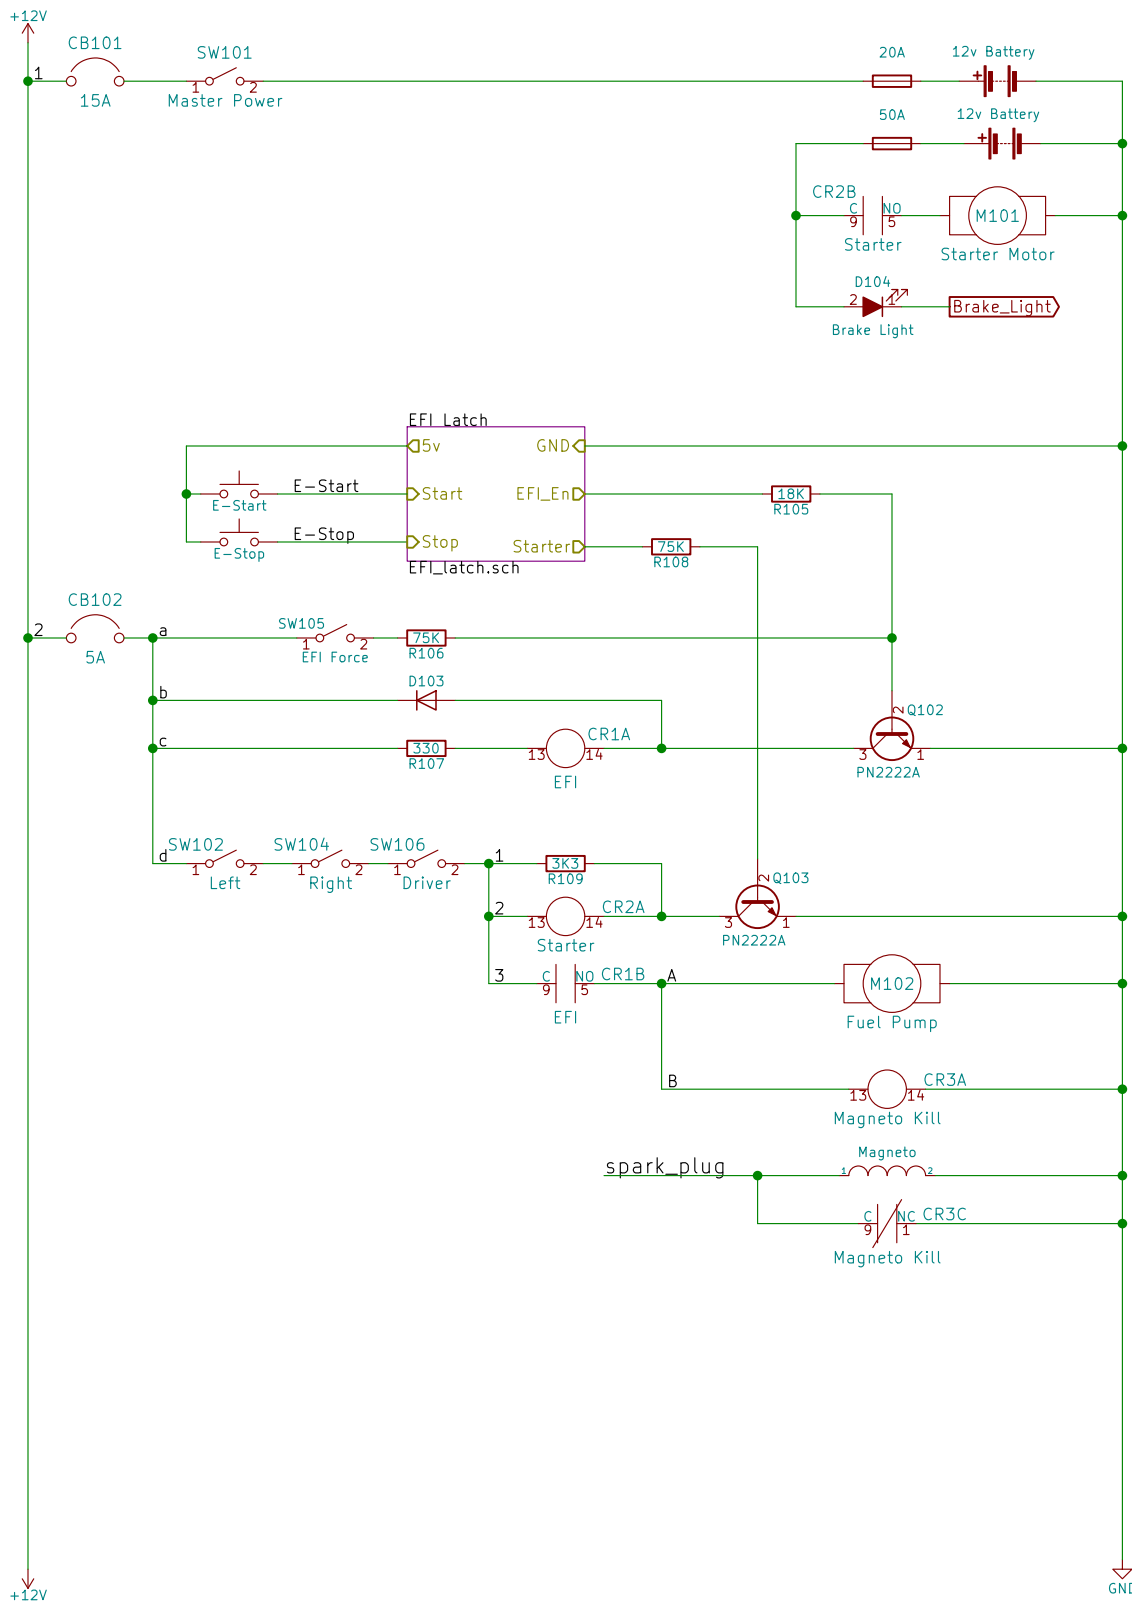 +12V
CB101
SW101
20A
12v Battery
1
1
2
+
15A
Master Power
50A
12v Battery
+
CR2B
C
NO
M101
9
5
Starter
Starter Motor
D104
2
1
Brake_Light
Brake Light
EFI Latch
5v
GND
E-Start
Start
EFI_En
18K
E-Start
R105
E-Stop
Stop
Starter
75K
E-Stop
R108
EFI_latch.sch
CB102
SW105
2
a
1
2
75K
5A
EFI Force
R106
D103
b
2
Q102
c
CR1A
330
13
14
3
1
R107
EFI
PN2222A
d
SW102
SW104
SW106
1
1
2
1
2
1
2
3K3
Left
Right
Driver
R109
2
Q103
2
CR2A
13
14
3
1
Starter
PN2222A
3
C
NO
CR1B
A
9
5
M102
EFI
Fuel Pump
B
CR3A
13
14
Magneto Kill
Magneto
spark_plug
1
2
C
NC
CR3C
9
1
Magneto Kill
+12V
GND